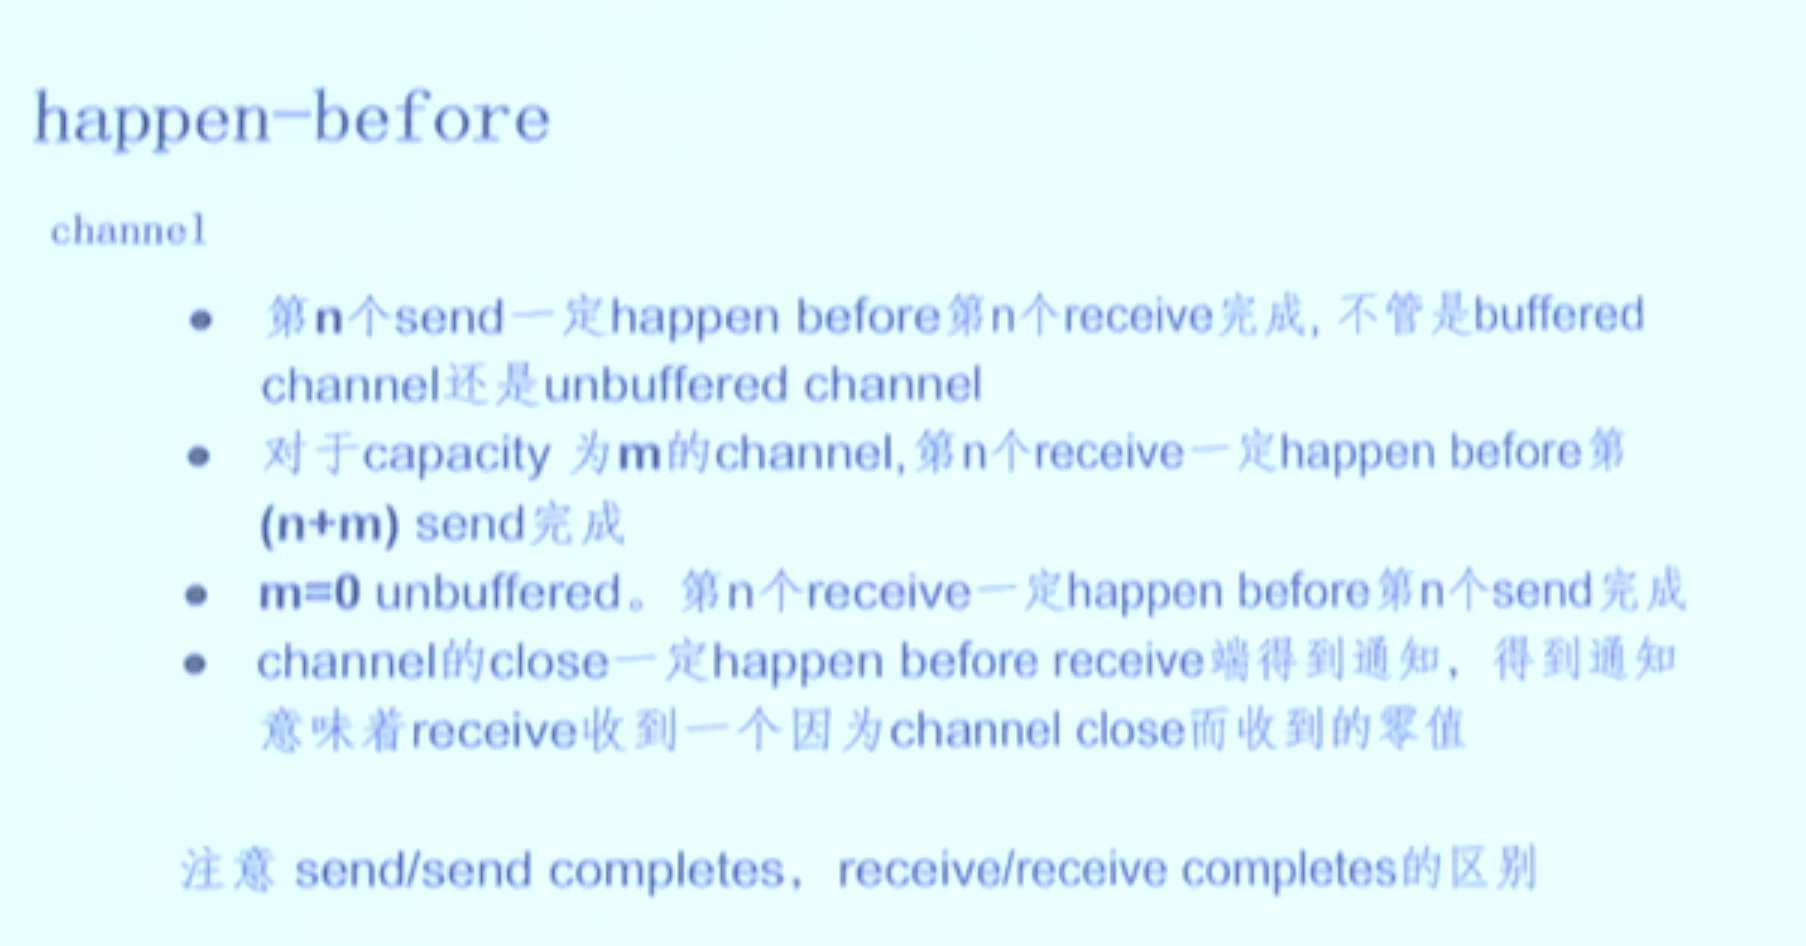 happen-before
channel
● 第n个send一定happen before第n个receive完成, 不管是buffered
channel还是unbuffered channel
● 对于capacity 为m的channel,第n个receive一定happen before第
(n+m) send完成
● m=0 unbuffered。第n个receive一定happen before第n个send完成
● channel的close一定happen before receive端得到通知，得到通知
意味着receive收到一个因为channel close而收到的零值
注意 send/send completes，receive/receive completes的区别